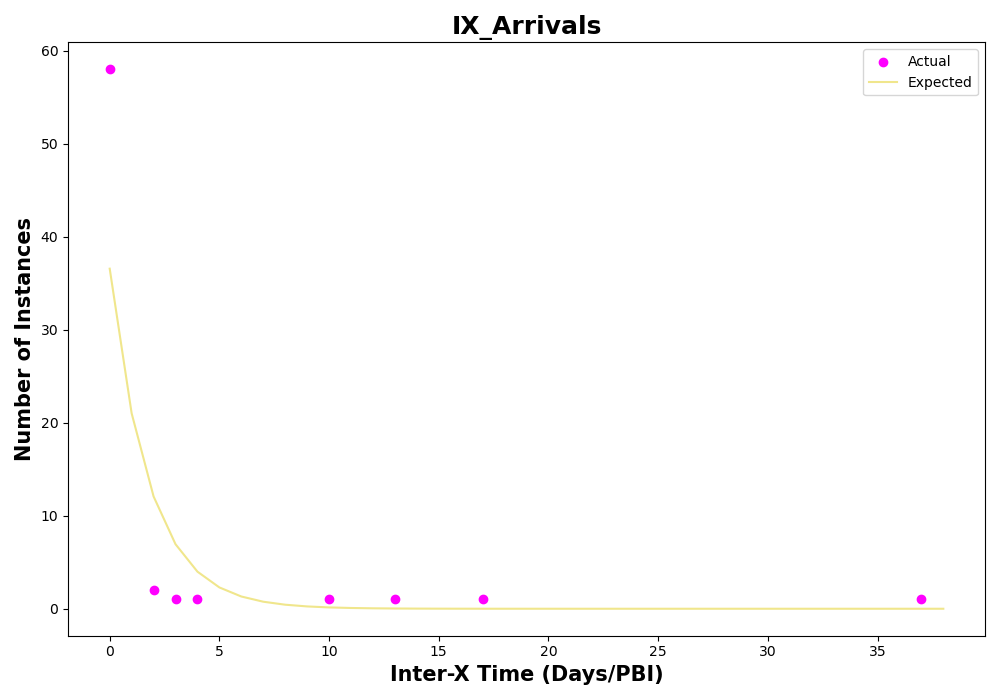 IX_Arrivals
60
50
40
30
20
10
0
Number of Instances
Actual
Expected
0 5 10 15 20 25 30 35
Inter-X Time (Days/PBI)